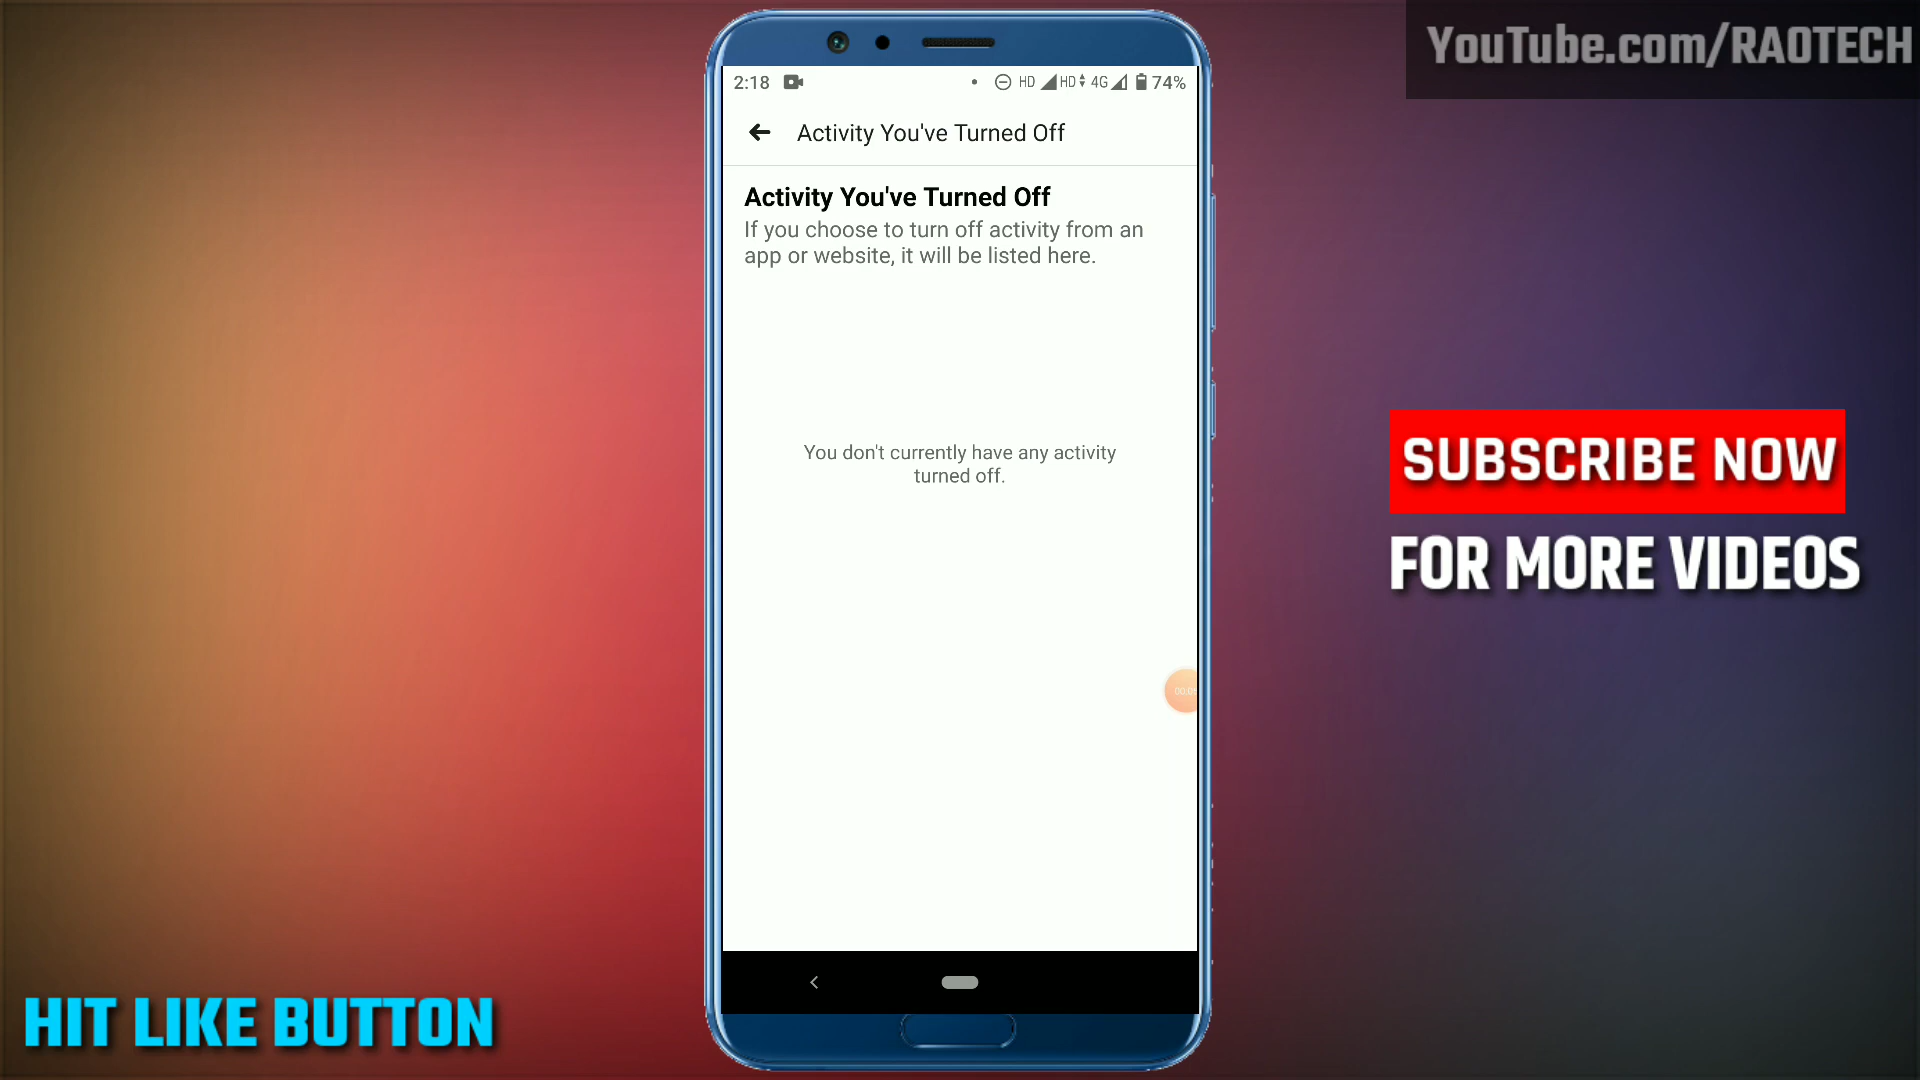 YouTube.com/RAOTECH
2:18
HD HD 4G 74%
Activity You've Turned Off
Activity You've Turned Off
If you choose to turn off activity from an
app or website, it will be listed here.
You don't currently have any activity
turned off.
SUBSCRIBE NOW
FOR MORE VIDEOS
HIT LIKE BUTTON